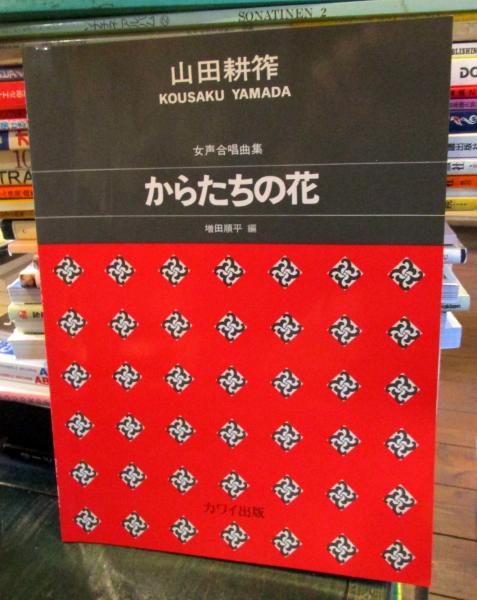 SONATINEN 2
山田耕筰
KOUSAKU YAMADA
女声合唱曲集
からたちの花
増田順平 編
カワイ出版